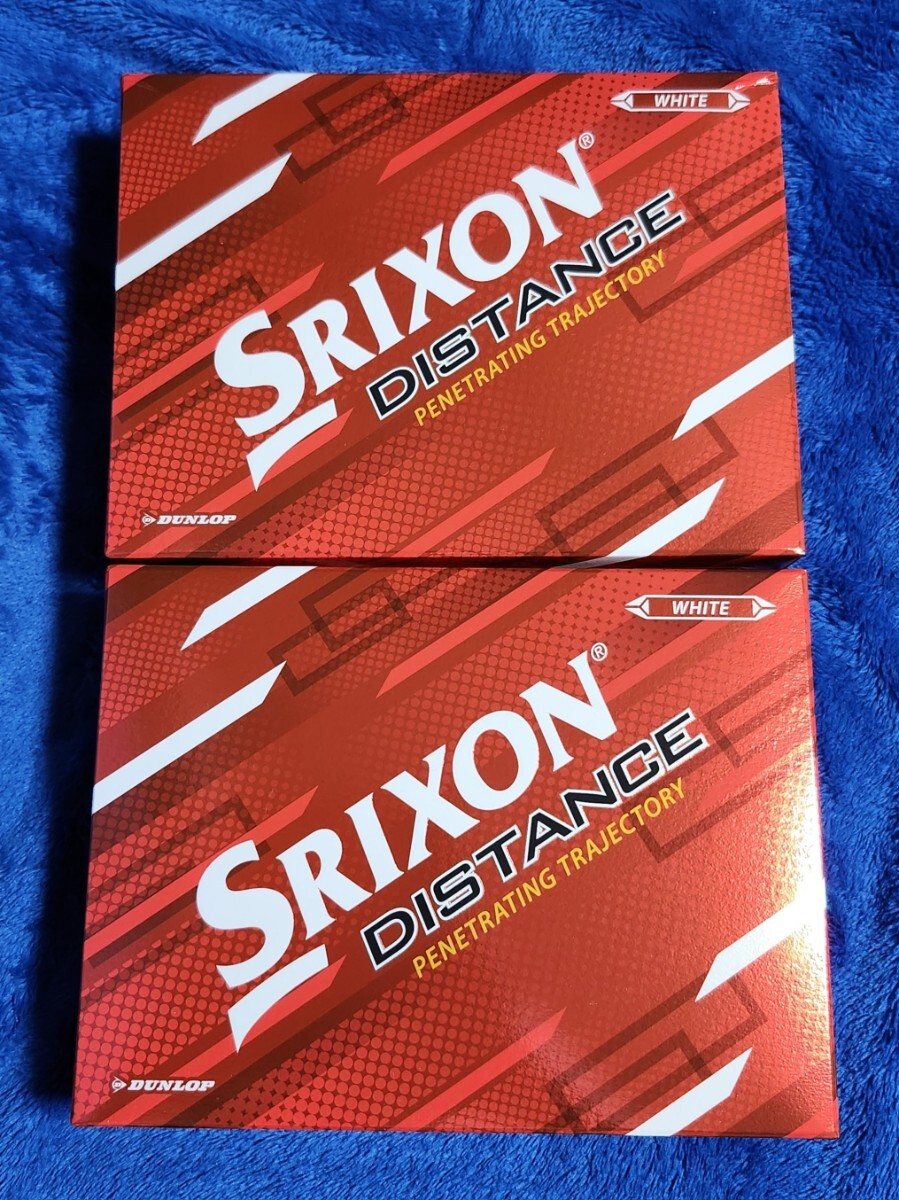 WHITE
SRIXON®
DISTANCE
PENETRATING TRAJECTORY
DUNLOP
WHITE
SRIXON®
DISTANCE
PENETRATING TRAJECTORY
DUNLOP